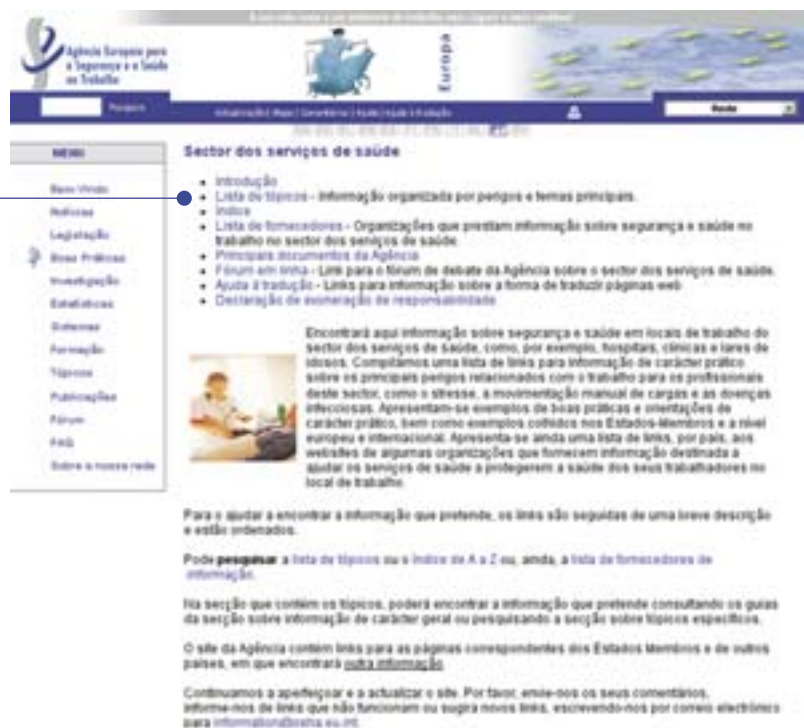 Agência Europeia para
a Segurança e a Saúde
no Trabalho
Europa
Pesquisa
MENU
Bem-Vindo
Notícias
Legislação
Boas Práticas
Investigação
Estatísticas
Sistemas
Formação
Tópicos
Publicações
Fórum
FAQ
Sobre a nossa rede
Sector dos serviços de saúde
Introdução
Lista de tópicos - Informação organizada por perigos e temas principais.
Índice
Lista de fornecedores - Organizações que prestam informação sobre segurança e saúde no
trabalho no sector dos serviços de saúde.
Principais documentos da Agência
Fórum em linha - Link para o fórum de debate da Agência sobre o sector dos serviços de saúde.
Ajuda à tradução - Links para informação sobre a forma de traduzir páginas web
Declaração de exoneração de responsabilidade
Encontrará aqui informação sobre segurança e saúde em locais de trabalho do
sector dos serviços de saúde, como, por exemplo, hospitais, clínicas e lares de
idosos. Compilámos uma lista de links para informação de carácter prático
sobre os principais perigos relacionados com o trabalho para os profissionais
deste sector, como o stresse, a movimentação manual de cargas e as doenças
infecciosas. Apresentam-se exemplos de boas práticas e orientações de
carácter prático, bem como exemplos colhidos nos Estados-Membros e a nível
europeu e internacional. Apresenta-se ainda uma lista de links, por país, aos
websites de algumas organizações que fornecem informação destinada a
ajudar os serviços de saúde a protegerem a saúde dos seus trabalhadores no
local de trabalho.
Para o ajudar a encontrar a informação que pretende, os links são seguidas de uma breve descrição
e estão ordenados.
Pode pesquisar a lista de tópicos ou o índice de A a Z ou, ainda, a lista de fornecedores de
informação.
Na secção que contém os tópicos, poderá encontrar a informação que pretende consultando os guias
da secção sobre informação de carácter geral ou pesquisando a secção sobre tópicos específicos.
O site da Agência contém links para as páginas correspondentes dos Estados Membros e de outros
países, em que encontrará outra informação.
Continuamos a aperfeiçoar e a actualizar o site. Por favor, envie-nos os seus comentários,
informe-nos de links que não funcionam ou sugira novos links, escrevendo-nos por correio electrónico
para information@osha.eu.int.